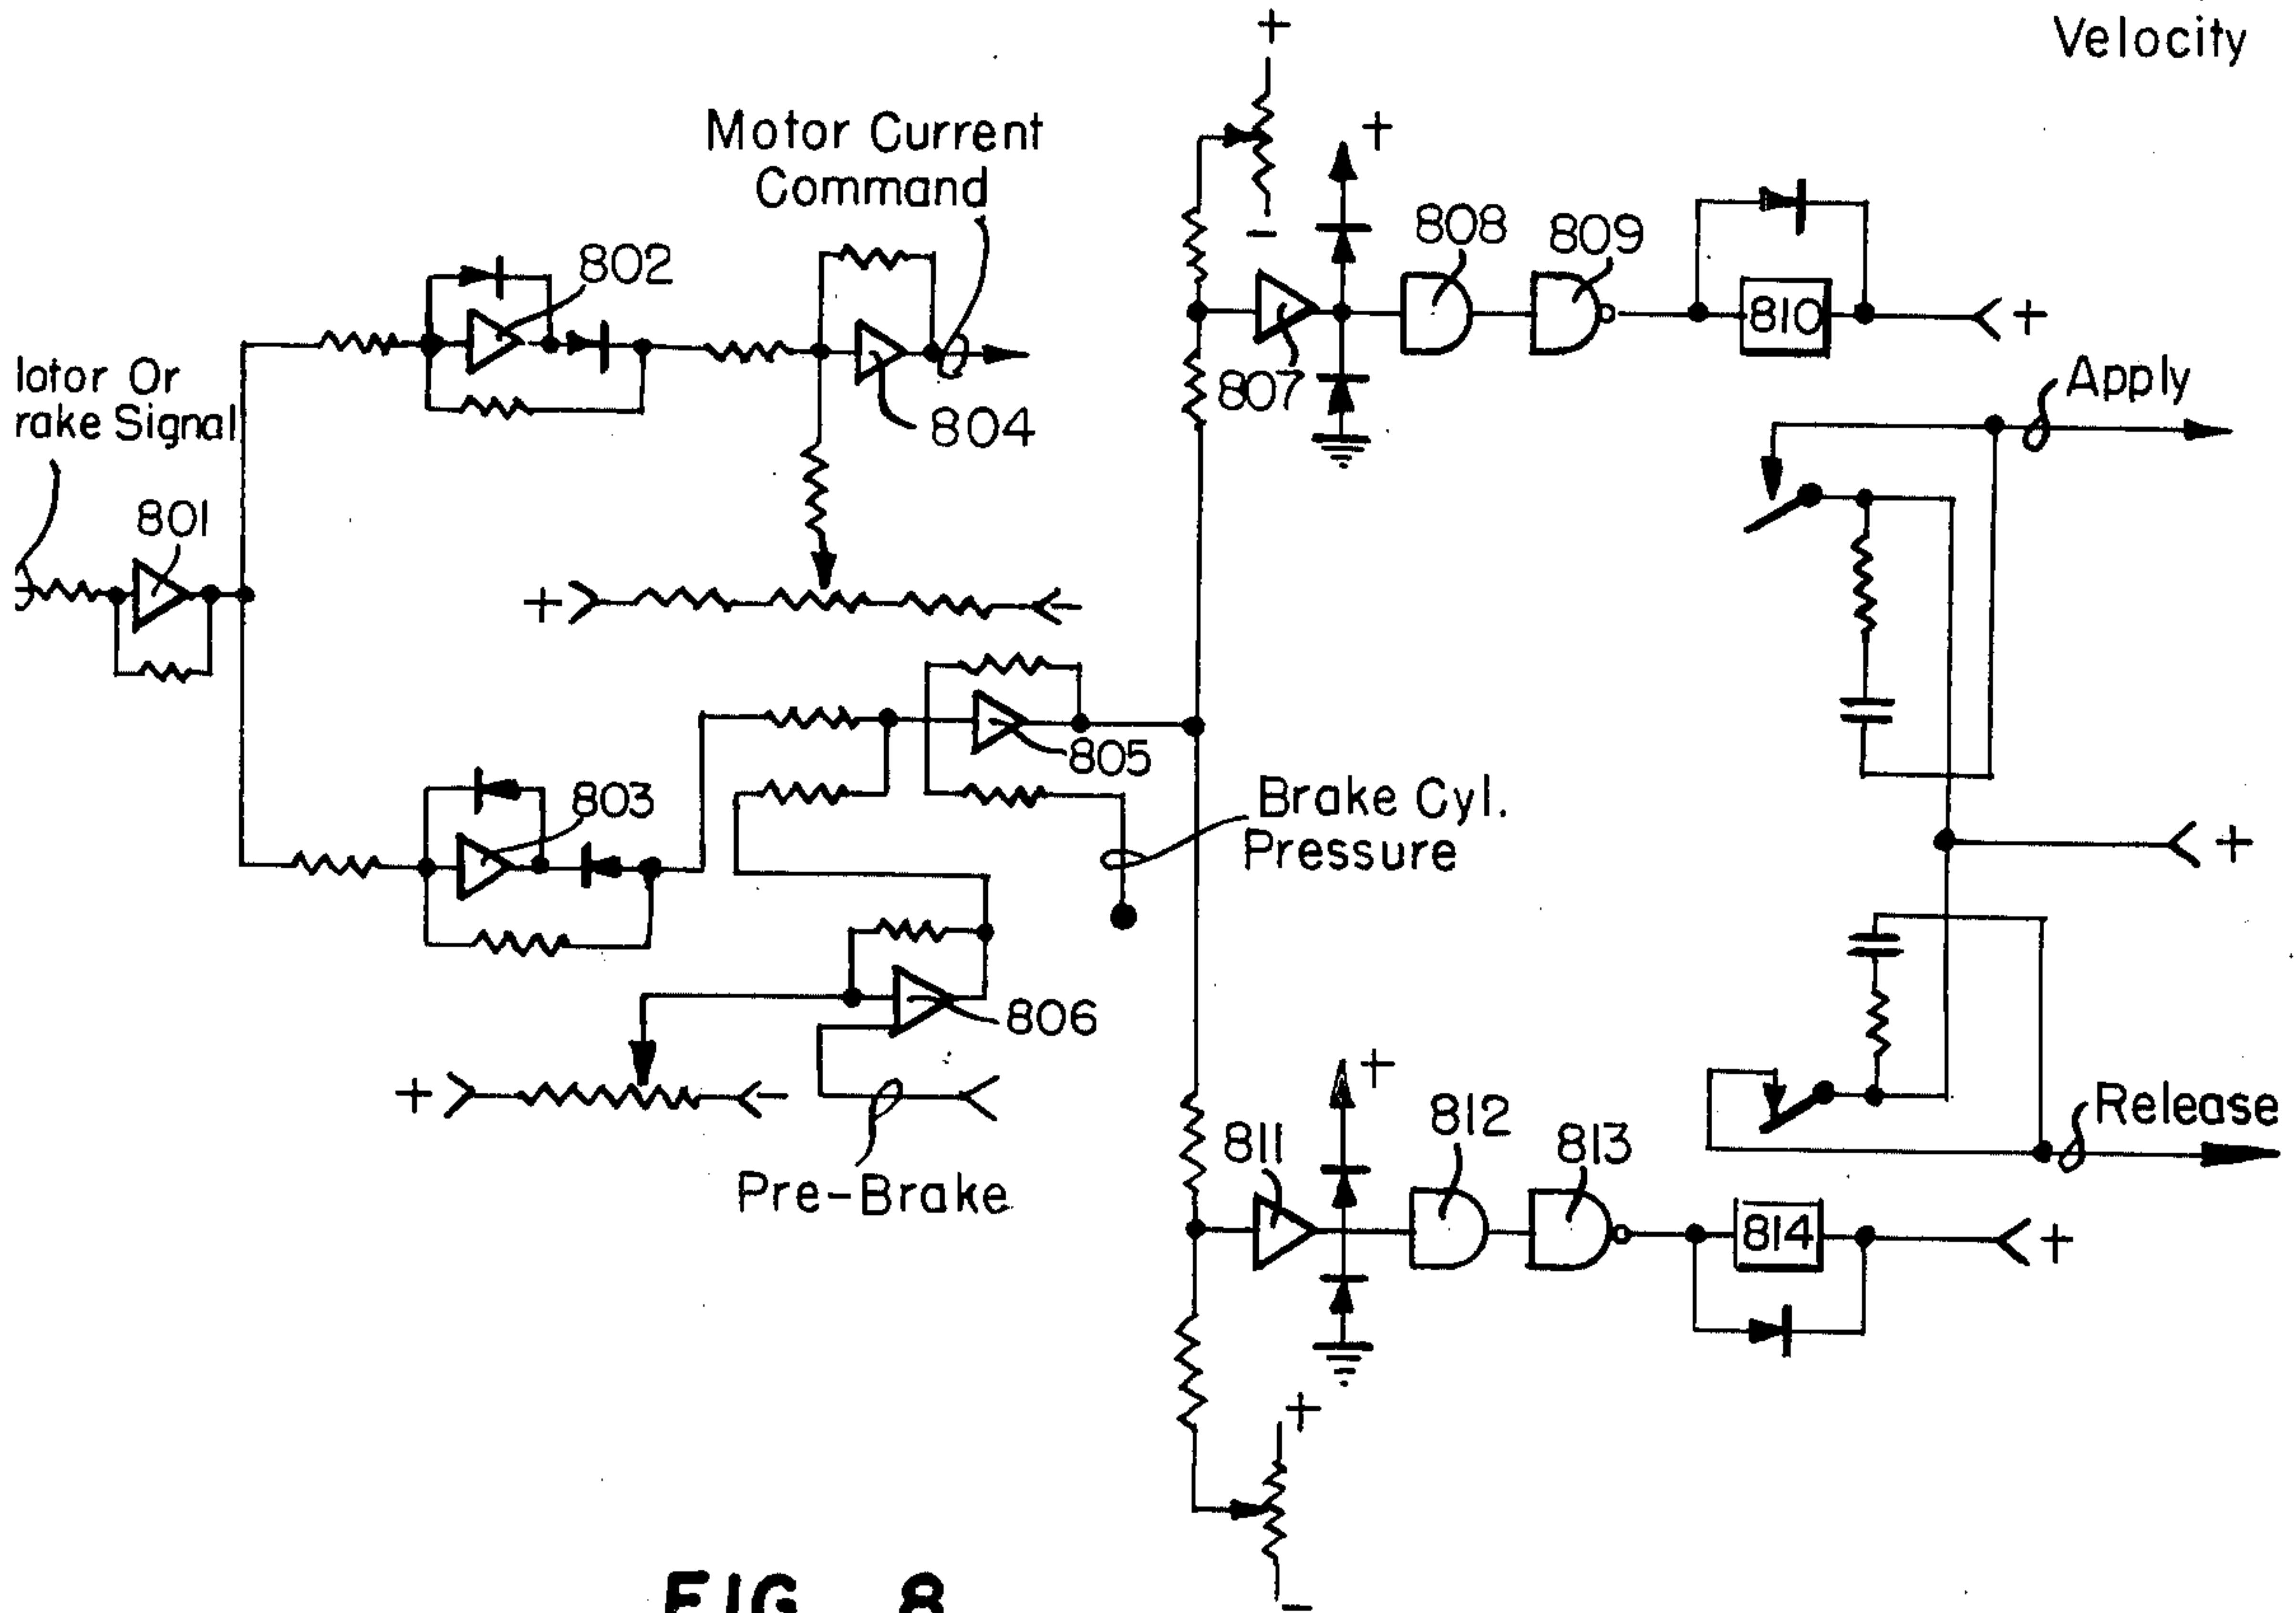 Velocity
Motor Current
Command
802
804
lotor Or
rake Signal
801
808
809
807
810
Apply
805
803
Brake Cyl.
Pressure
806
Pre-Brake
811
812
813
Release
814
FIG. 8